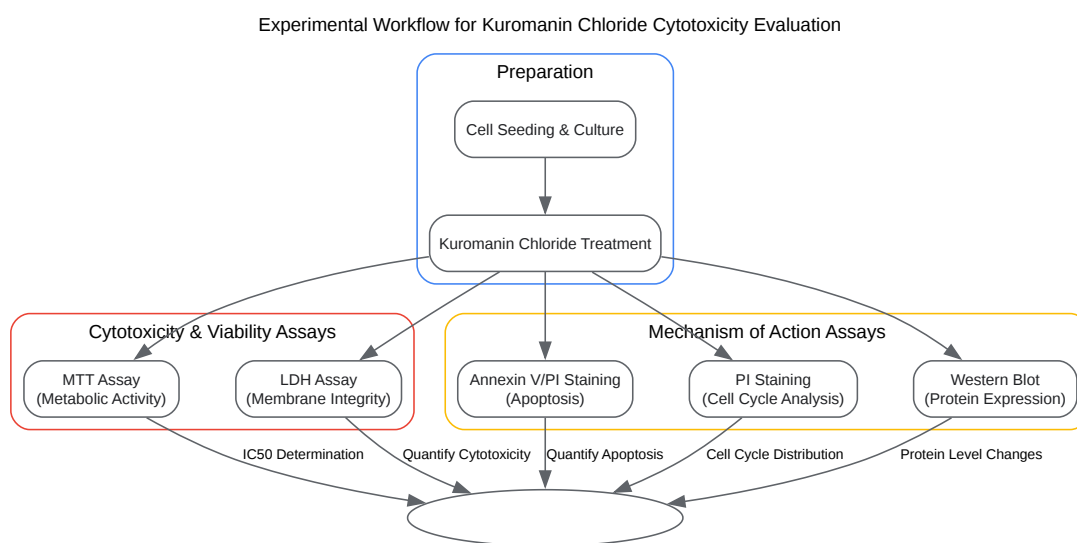 Experimental Workflow for Kuromanin Chloride Cytotoxicity Evaluation
Preparation
Cell Seeding & Culture
Kuromanin Chloride Treatment
Cytotoxicity & Viability Assays
Mechanism of Action Assays
MTT Assay
(Metabolic Activity)
LDH Assay
(Membrane Integrity)
Annexin V/PI Staining
(Apoptosis)
PI Staining
(Cell Cycle Analysis)
Western Blot
(Protein Expression)
IC50 Determination
Quantify Cytotoxicity
Quantify Apoptosis
Cell Cycle Distribution
Protein Level Changes